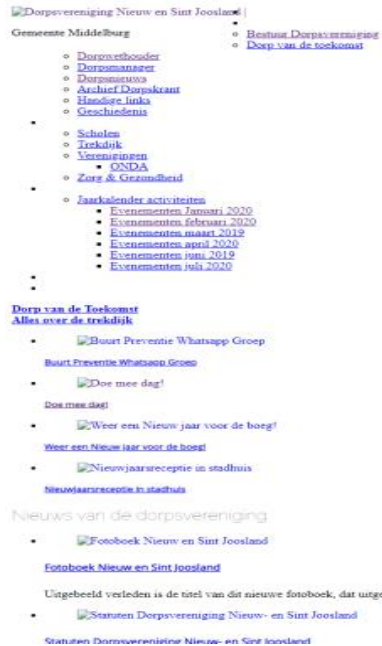 Dorpsvereniging Nieuw en Sint Joosland |
Gemeente Middelburg
Bestuur Dorpsvereniging
Dorp van de toekomst
Dorpwethouder
Dorpsmanager
Dorpsnieuws
Archief Dorpskrant
Handige links
Geschiedenis
Scholen
Trekdijk
Verenigingen
ONDA
Zorg & Gezondheid
Jaarkalender activiteiten
Evenementen Januari 2020
Evenementen februari 2020
Evenementen maart 2019
Evenementen april 2020
Evenementen juni 2019
Evenementen juli 2020
Dorp van de Toekomst
Alles over de trekdijk
Buurt Preventie Whatsapp Groep
Buurt Preventie Whatsapp Groep
Doe mee dag!
Doe mee dag!
Weer een Nieuw jaar voor de boeg!
Weer een Nieuw jaar voor de boeg!
Nieuwjaarsreceptie in stadhuis
Nieuwjaarsreceptie in stadhuis
Nieuws van de dorpsvereniging
Fotoboek Nieuw en Sint Joosland
Fotoboek Nieuw en Sint Joosland
Uitgebeeld verleden is de titel van dit nieuwe fotoboek, dat uitge
Statuten Dorpsvereniging Nieuw- en Sint Joosland
Statuten Dorpsvereniging Nieuw- en Sint Joosland